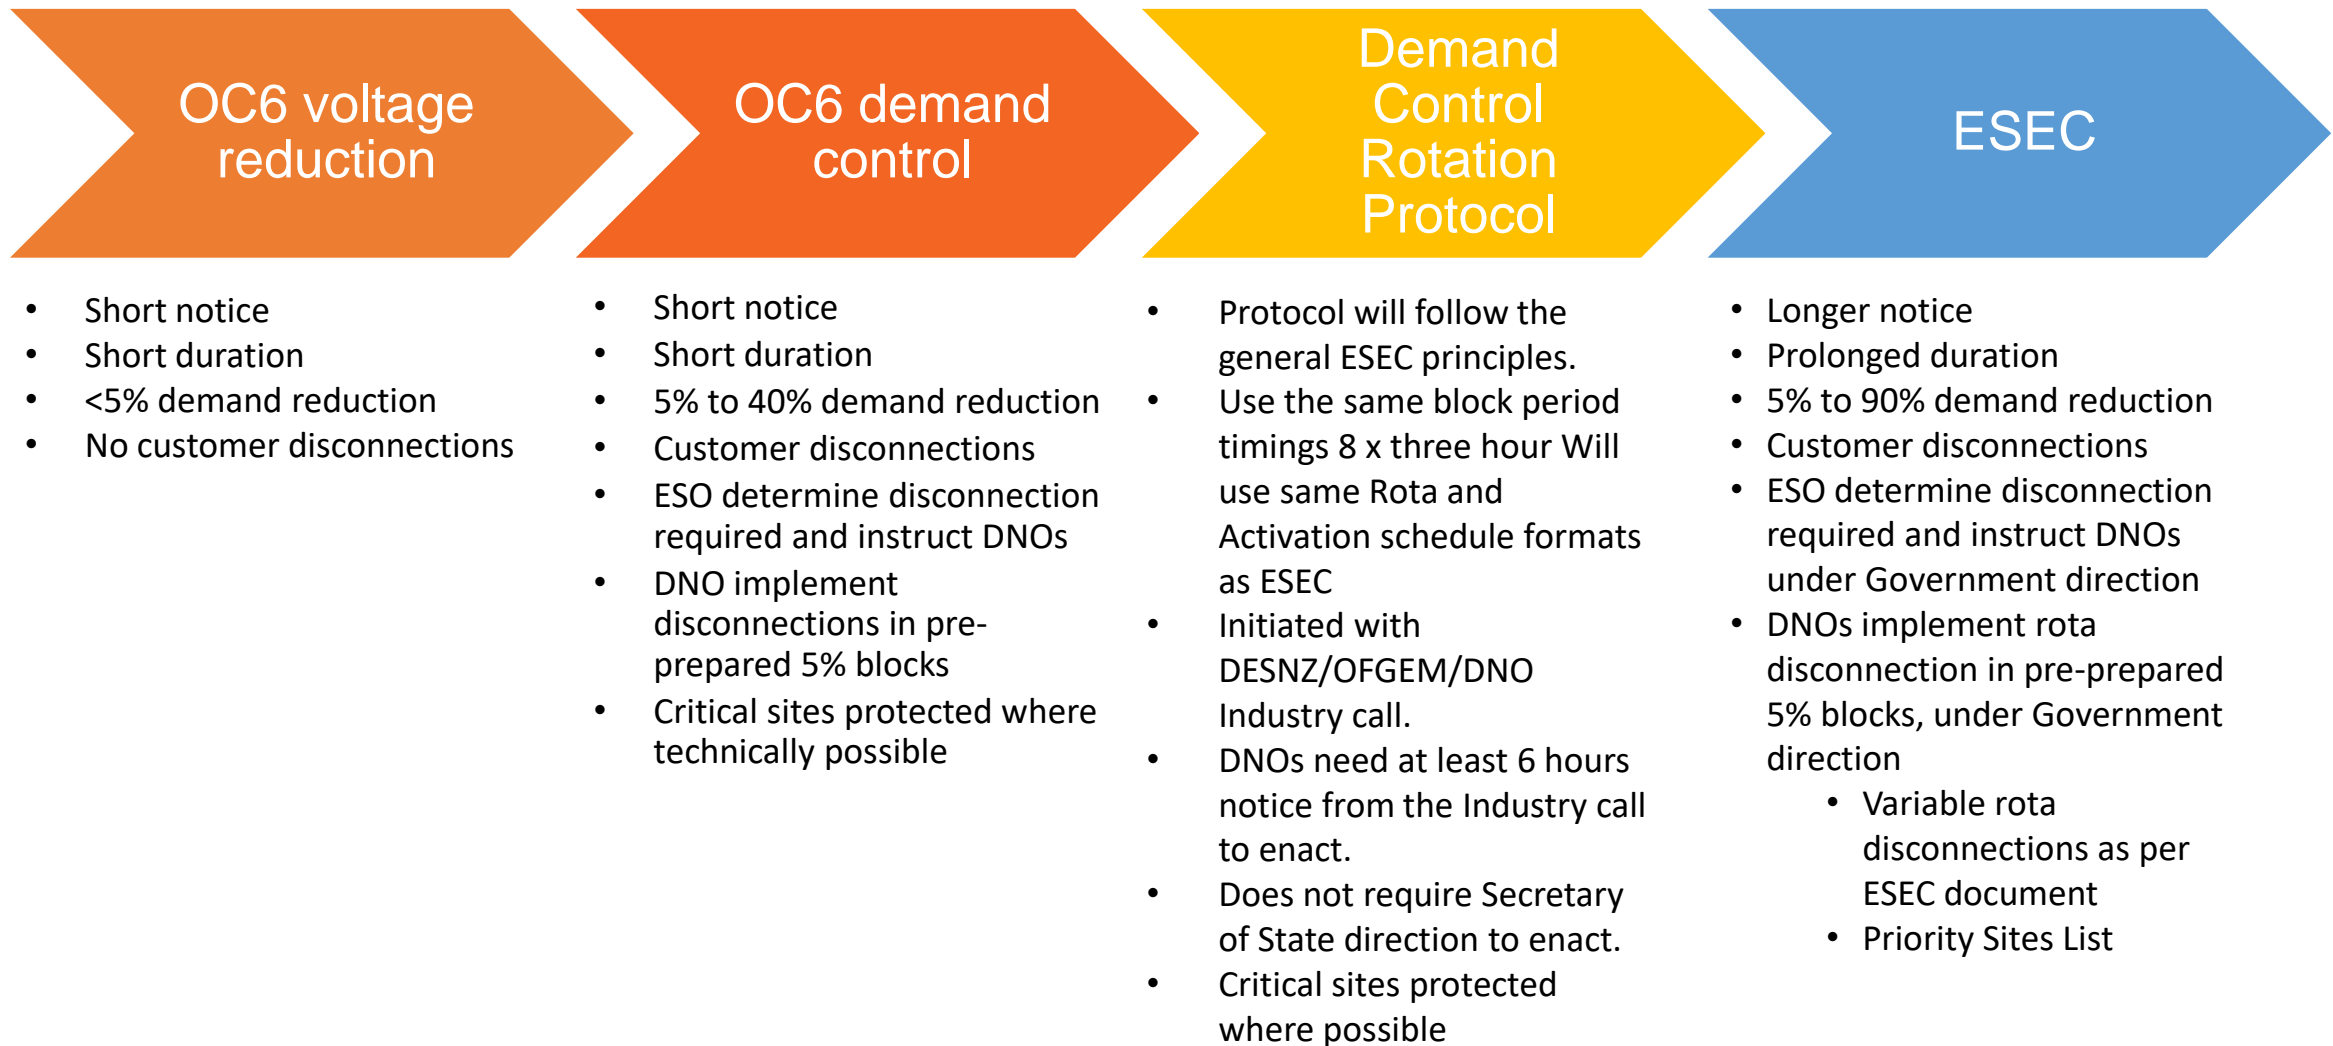 OC6 voltage
reduction
• Short notice
• Short duration
• <5% demand reduction
• No customer disconnections
OC6 demand
control
• Short notice
• Short duration
• 5% to 40% demand reduction
• Customer disconnections
• ESO determine disconnection
required and instruct DNOs
• DNO implement
disconnections in pre-
prepared 5% blocks
• Critical sites protected where
technically possible
Demand
Control
Rotation
Protocol
• Protocol will follow the
general ESEC principles.
• Use the same block period
timings 8 x three hour Will
use same Rota and
Activation schedule formats
as ESEC
• Initiated with
DESNZ/OFGEM/DNO
Industry call.
• DNOs need at least 6 hours
notice from the Industry call
to enact.
• Does not require Secretary
of State direction to enact.
• Critical sites protected
where possible
ESEC
• Longer notice
• Prolonged duration
• 5% to 90% demand reduction
• Customer disconnections
• ESO determine disconnection
required and instruct DNOs
under Government direction
• DNOs implement rota
disconnection in pre-prepared
5% blocks, under Government
direction
• Variable rota
disconnections as per
ESEC document
• Priority Sites List